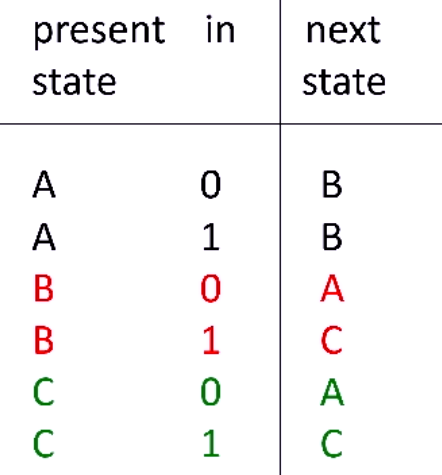 present in next
state state
A 0 B
A 1 B
B 0 A
B 1 C
C 0 A
C 1 C